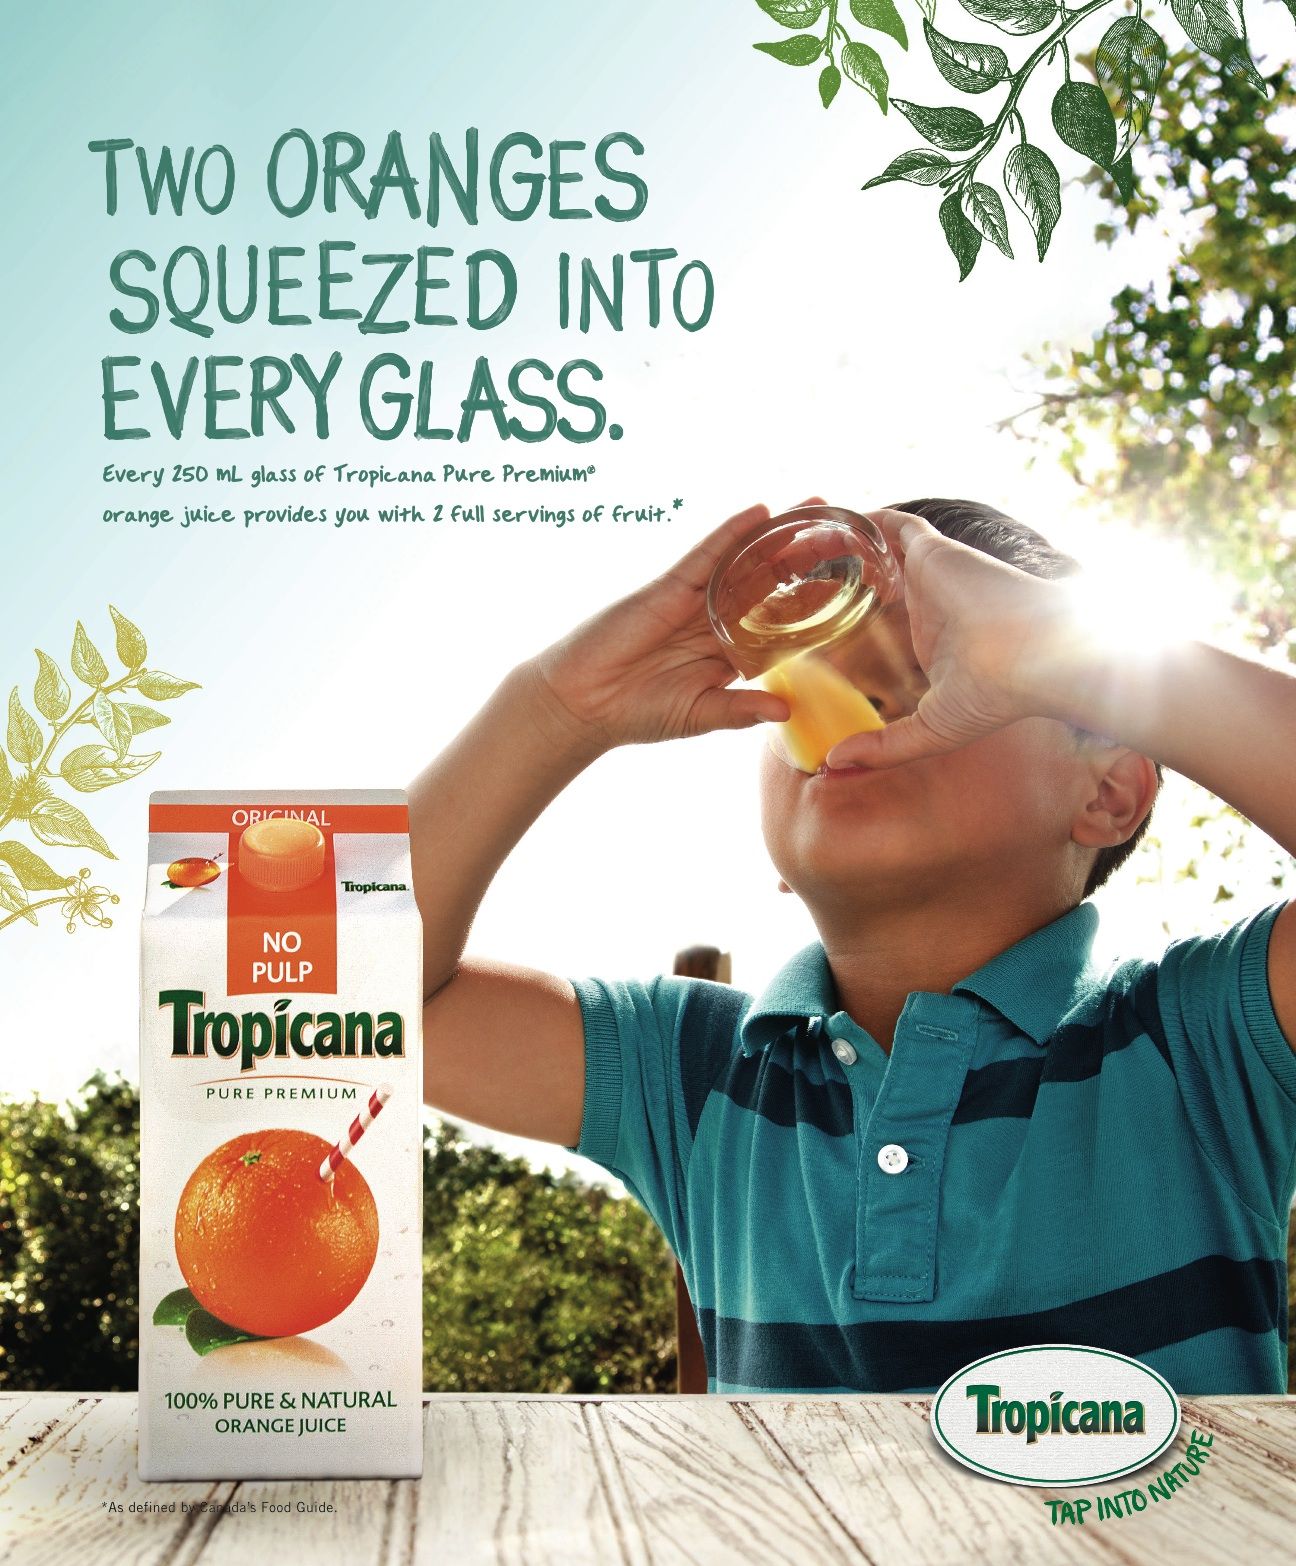 TWO ORANGES
SQUEEZED INTO
EVERY GLASS.
Every 250 mL glass of Tropicana Pure Premium®
orange juice provides you with 2 full servings of fruit.*
ORIGINAL
Tropicana
NO
PULP
Tropicana
PURE PREMIUM
100% PURE & NATURAL
ORANGE JUICE
Tropicana
TAP INTO NATURE
*As defined by Canada's Food Guide.